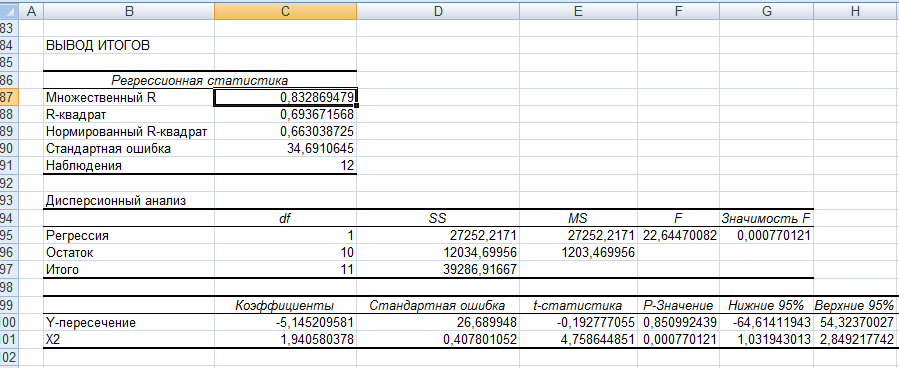 A B C D E F G H
83
84 ВЫВОД ИТОГОВ
85
86 Регрессионная статистика
87 Множественный R 0,832869479
88 R-квадрат 0,693671568
89 Нормированный R-квадрат 0,663038725
90 Стандартная ошибка 34,6910645
91 Наблюдения 12
92
93 Дисперсионный анализ
94 df SS MS F Значимость F
95 Регрессия 1 27252,2171 27252,2171 22,64470082 0,000770121
96 Остаток 10 12034,69956 1203,469956
97 Итого 11 39286,91667
98
99 Коэффициенты Стандартная ошибка t-статистика P-Значение Нижние 95% Верхние 95%
100 Y-пересечение -5,145209581 26,689948 -0,192777055 0,850992439 -64,61411943 54,32370027
101 X2 1,940580378 0,407801052 4,758644851 0,000770121 1,031943013 2,849217742
102